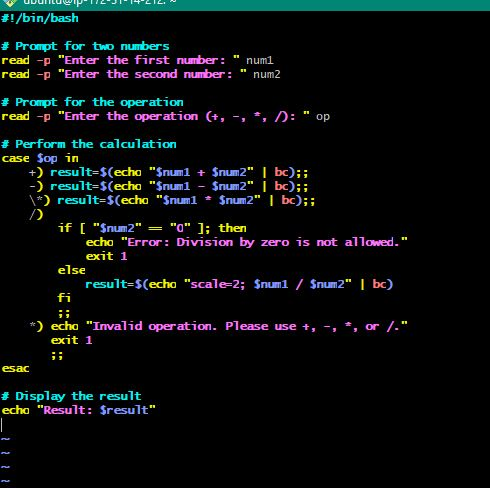 ubuntu@ip-172-31-14-212: ~
#!/bin/bash
# Prompt for two numbers
read -p "Enter the first number: " num1
read -p "Enter the second number: " num2
# Prompt for the operation
read -p "Enter the operation (+, -, *, /): " op
# Perform the calculation
case $op in
    +) result=$(echo "$num1 + $num2" | bc);;
    -) result=$(echo "$num1 - $num2" | bc);;
    \*) result=$(echo "$num1 * $num2" | bc);;
    /)
        if [ "$num2" == "0" ]; then
            echo "Error: Division by zero is not allowed."
            exit 1
        else
            result=$(echo "scale=2; $num1 / $num2" | bc)
        fi
        ;;
    *) echo "Invalid operation. Please use +, -, *, or /."
       exit 1
       ;;
esac
# Display the result
echo "Result: $result"
~
~
~
~